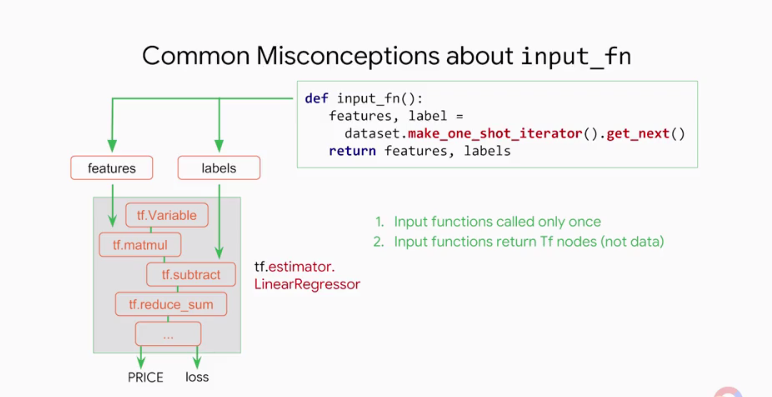 Common Misconceptions about input_fn
def input_fn():
features, label =
dataset.make_one_shot_iterator().get_next()
return features, labels
features
labels
tf.Variable
tf.matmul
tf.subtract
tf.reduce_sum
...
PRICE
loss
tf.estimator.
LinearRegressor
1. Input functions called only once
2. Input functions return Tf nodes (not data)